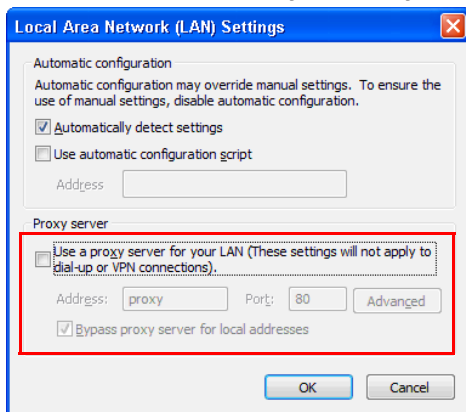 Local Area Network (LAN) Settings
Automatic configuration
Automatic configuration may override manual settings. To ensure the
use of manual settings, disable automatic configuration.
Automatically detect settings
Use automatic configuration script
Address
Proxy server
Use a proxy server for your LAN (These settings will not apply to
dial-up or VPN connections).
Address: proxy Port: 80 Advanced
Bypass proxy server for local addresses
OK Cancel